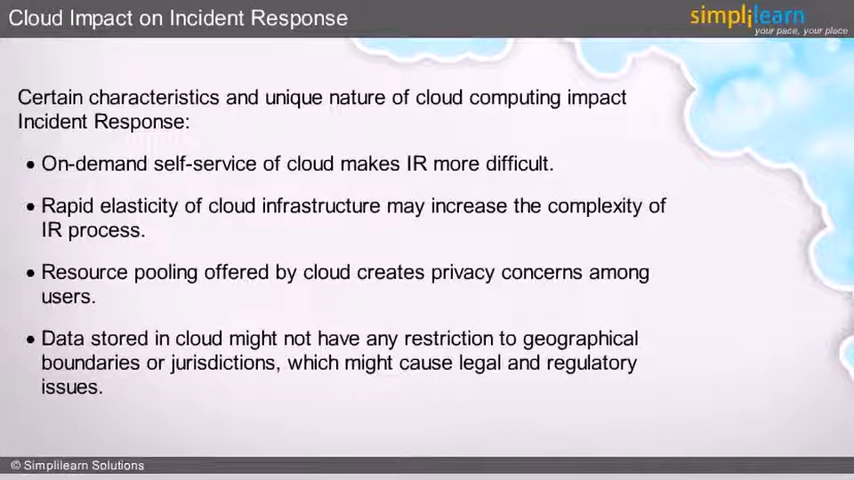 Cloud Impact on Incident Response
simplilearn
your pace, your place
Certain characteristics and unique nature of cloud computing impact
Incident Response:
• On-demand self-service of cloud makes IR more difficult.
• Rapid elasticity of cloud infrastructure may increase the complexity of
IR process.
• Resource pooling offered by cloud creates privacy concerns among
users.
• Data stored in cloud might not have any restriction to geographical
boundaries or jurisdictions, which might cause legal and regulatory
issues.
© Simplilearn Solutions